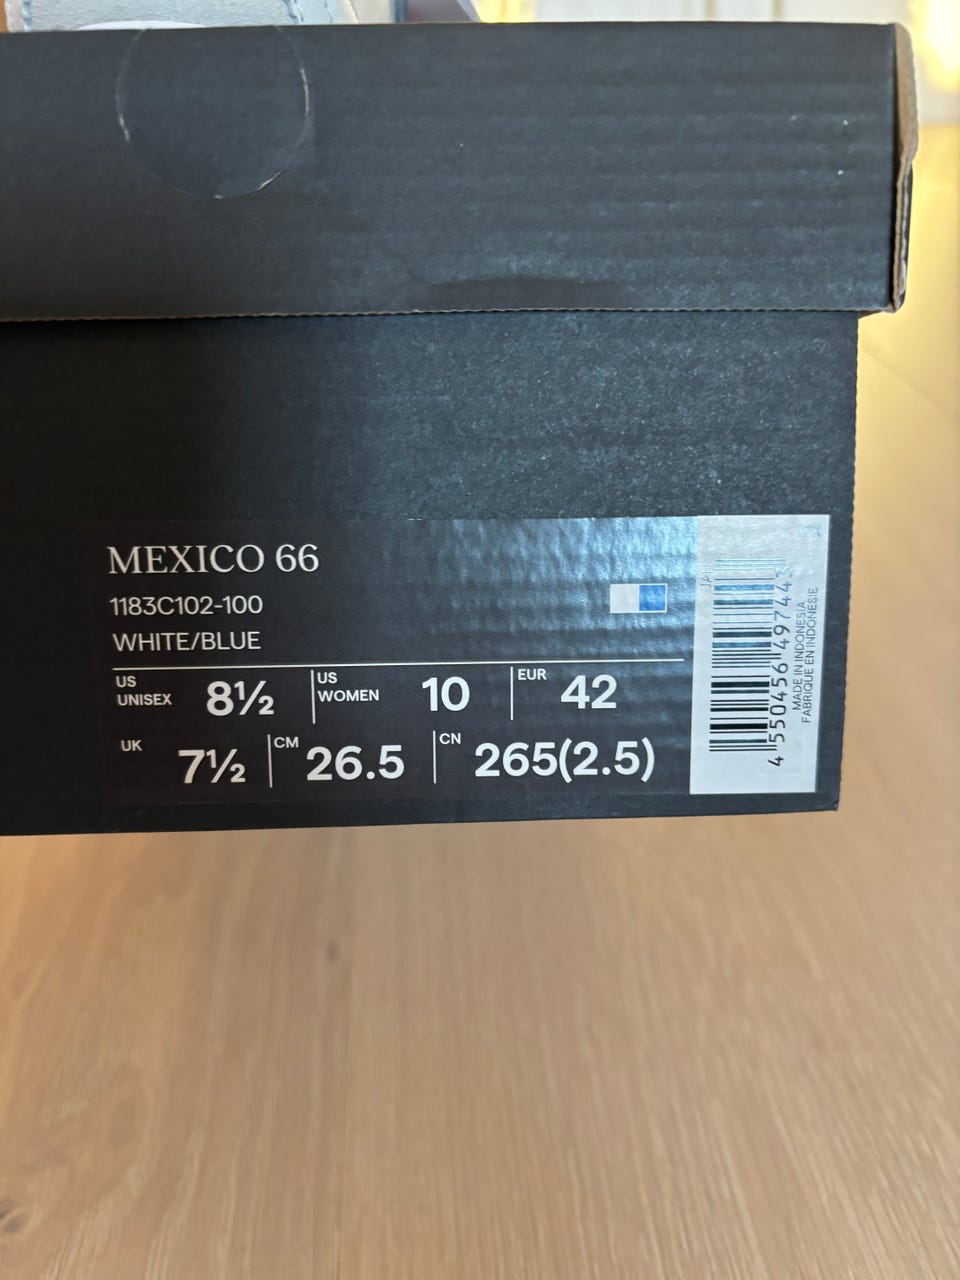 MEXICO 66
1183C102-100
WHITE/BLUE
US UNISEX 8½ US WOMEN 10 EUR 42
UK 7½ CM 26.5 CN 265(2.5)
JAN
4 550456 497443
MADE IN INDONESIA
FABRIQUE EN INDONESIE